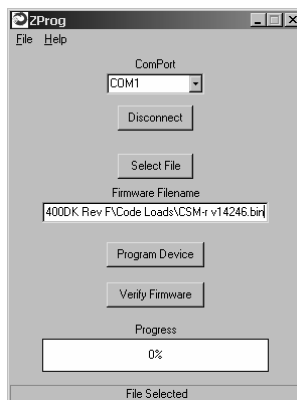 ZProg
File Help
ComPort
COM1
Disconnect
Select File
Firmware Filename
400DK Rev F\Code Loads\CSM-r v14246.bin
Program Device
Verify Firmware
Progress
0%
File Selected